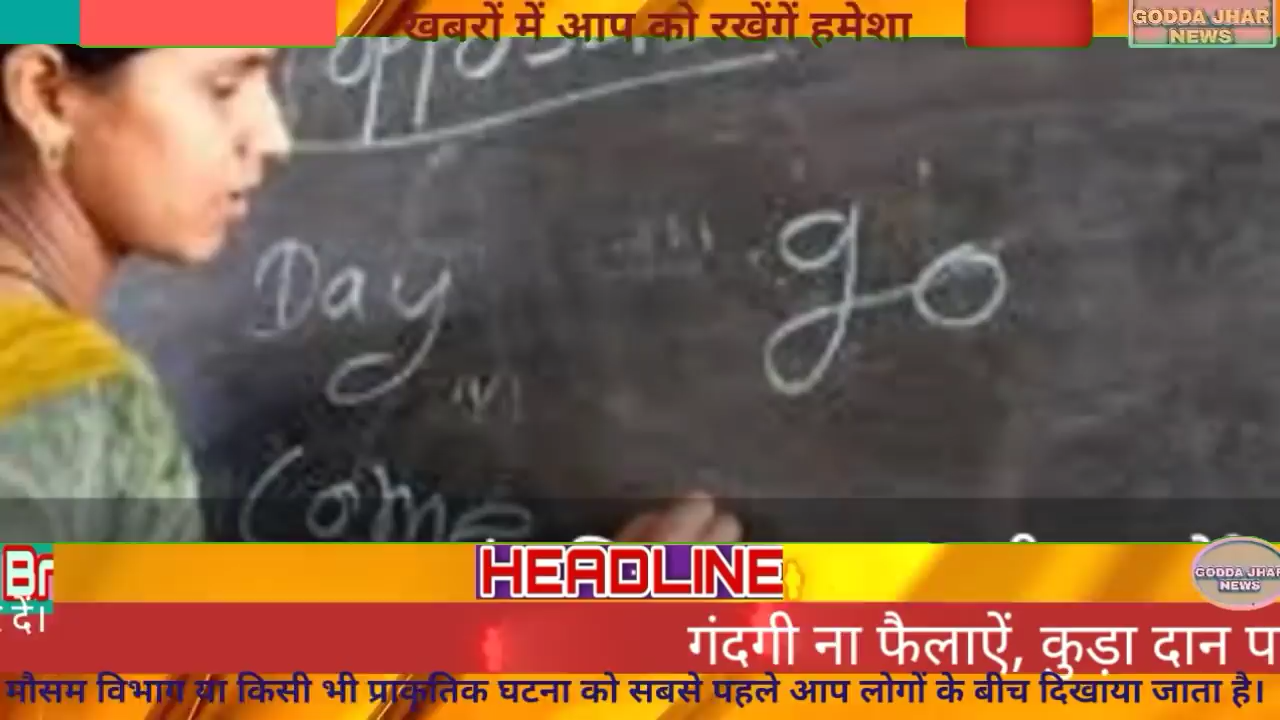 खबरों में आप को रखेंगें हमेशा
GODDA JHAR
NEWS
Day
go
Come
HEADLINE
GODDA JHAR
NEWS
Br
दें।
गंदगी ना फैलाऐं, कुड़ा दान प
मौसम विभाग या किसी भी प्राकृतिक घटना को सबसे पहले आप लोगों के बीच दिखाया जाता है।